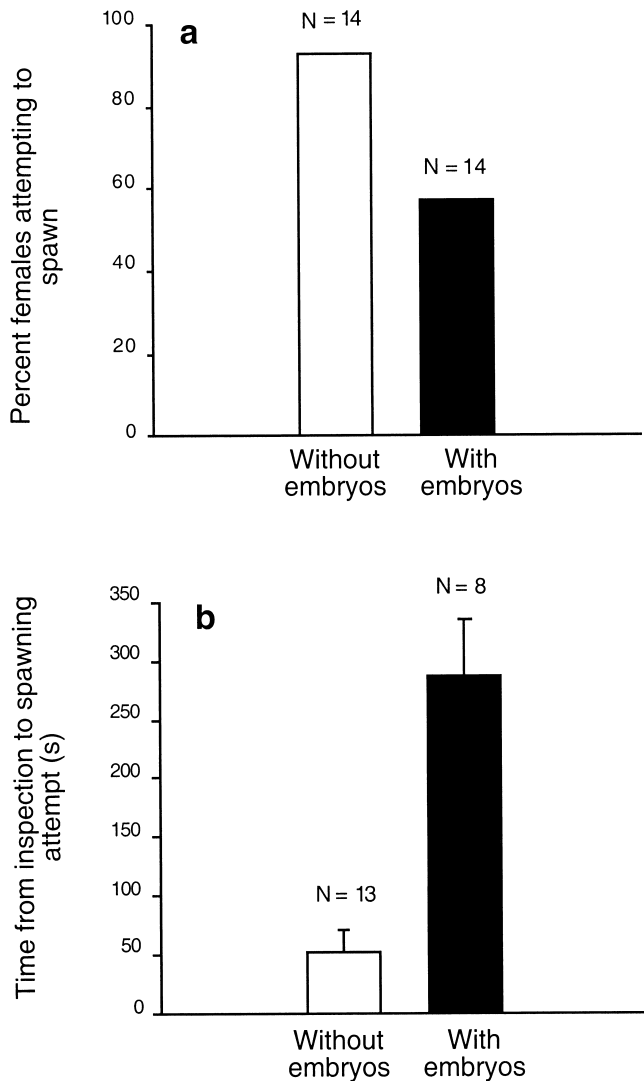 a
N = 14
N = 14
100
80
60
40
20
0
Percent females attempting to
spawn
Without
embryos
With
embryos
b
N = 8
N = 13
350
300
250
200
150
100
50
0
Time from inspection to spawning
attempt (s)
Without
embryos
With
embryos